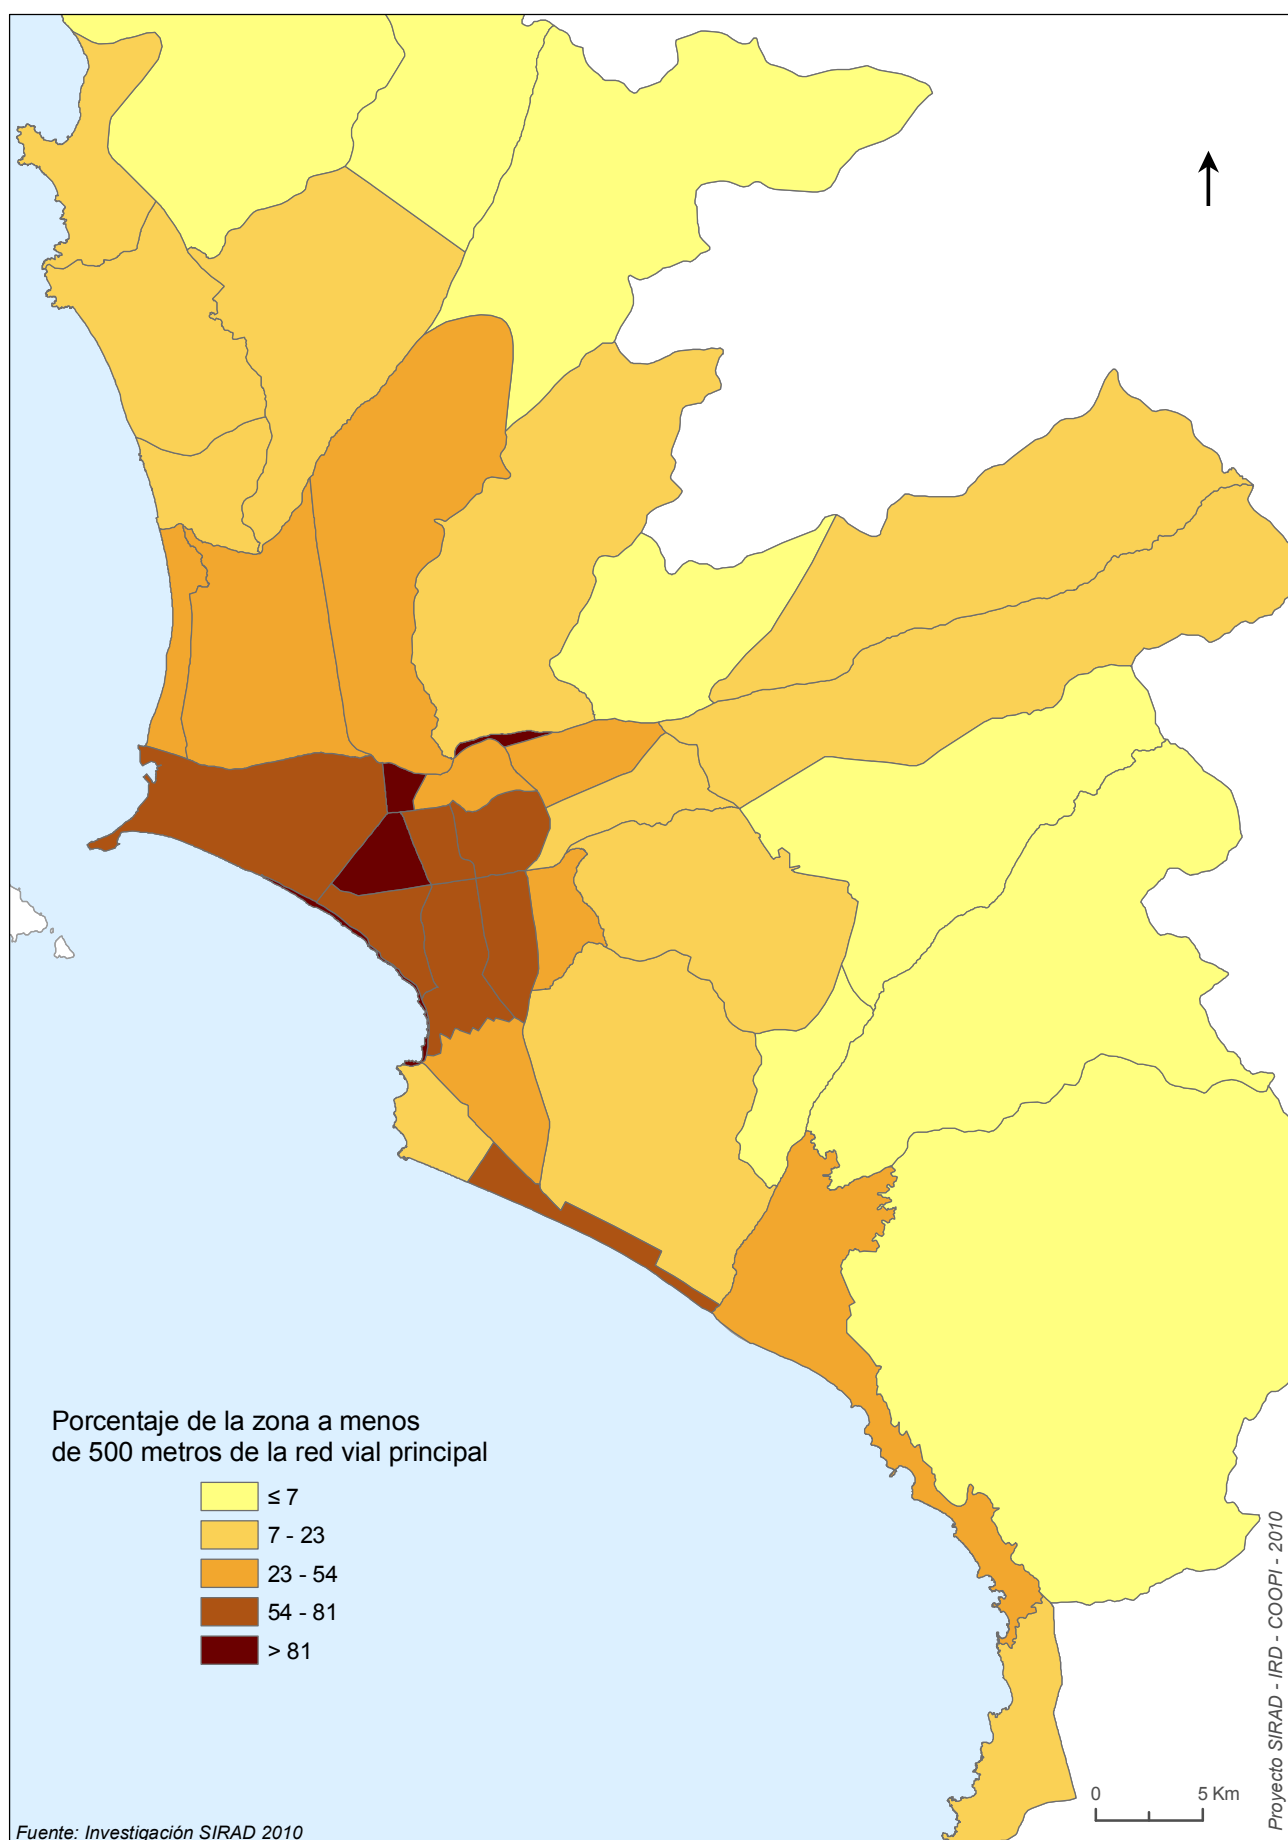 Porcentaje de la zona a menos
de 500 metros de la red vial principal
≤ 7
7 - 23
23 - 54
54 - 81
> 81
0 5 Km
Proyecto SIRAD - IRD - COOPI - 2010
Fuente: Investigación SIRAD 2010